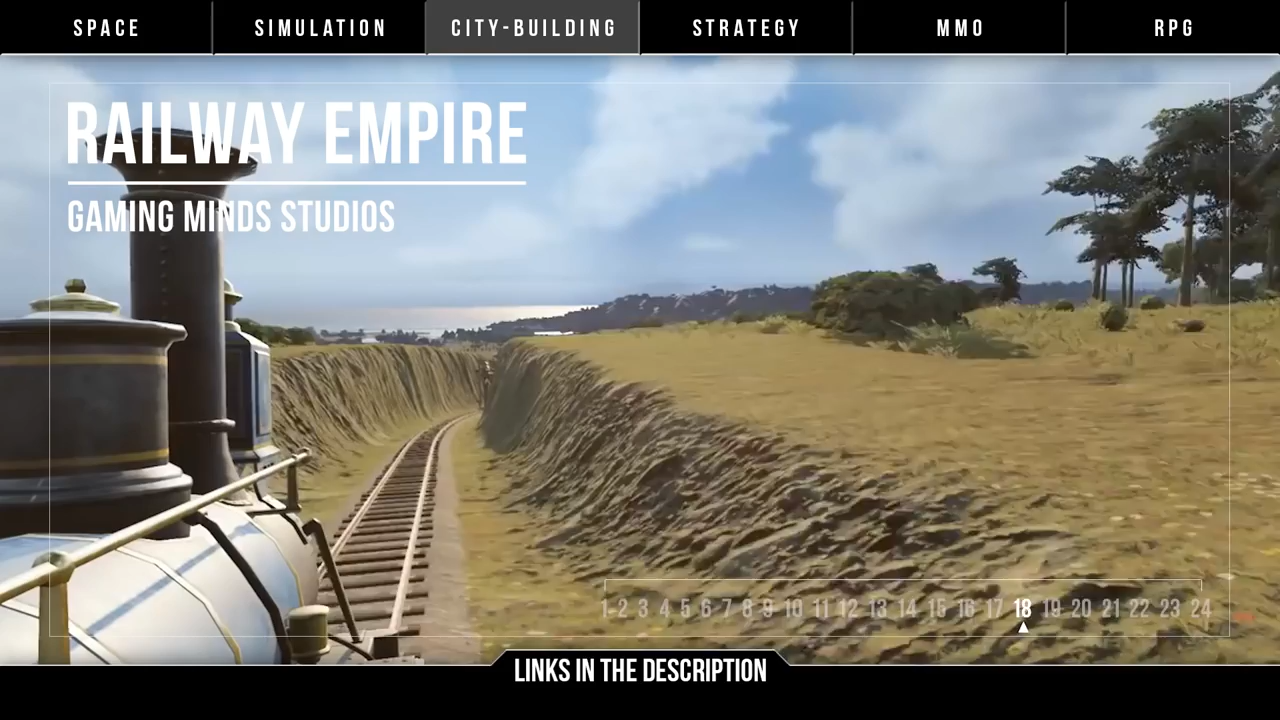 SPACE SIMULATION CITY-BUILDING STRATEGY MMO RPG
RAILWAY EMPIRE
GAMING MINDS STUDIOS
1 2 3 4 5 6 7 8 9 10 11 12 13 14 15 16 17 18 19 20 21 22 23 24
LINKS IN THE DESCRIPTION